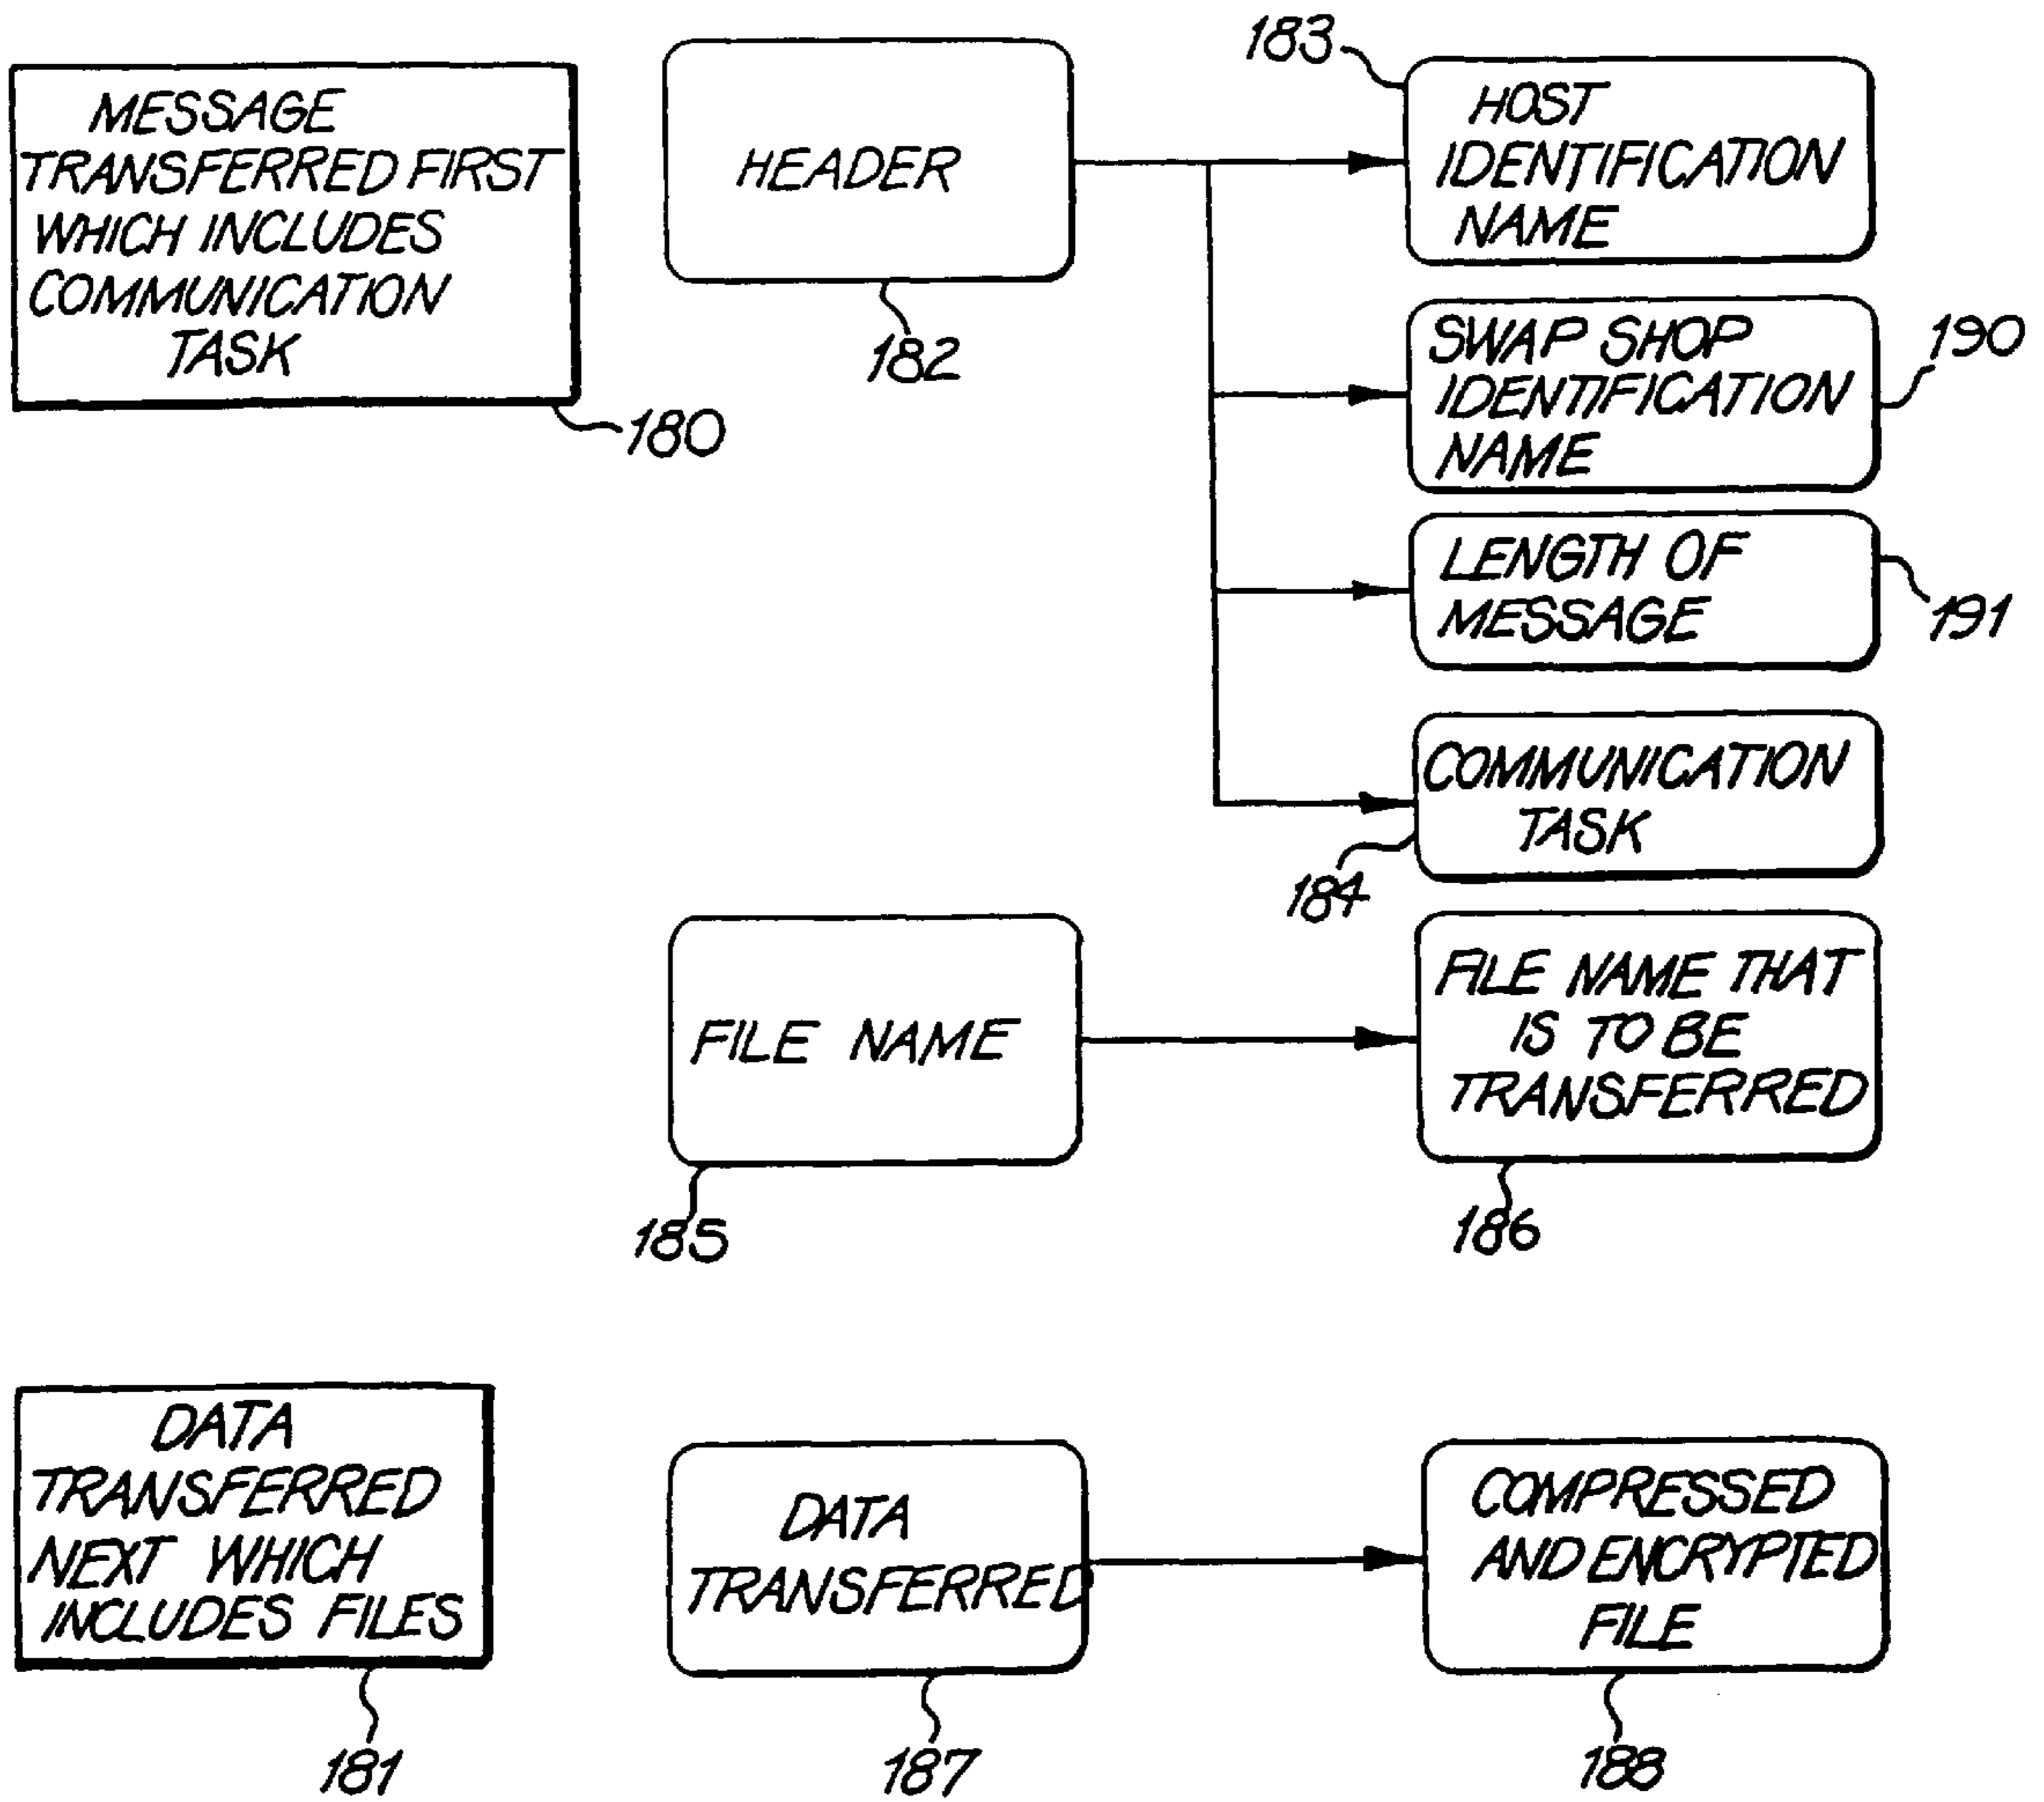 MESSAGE
TRANSFERRED FIRST
WHICH INCLUDES
COMMUNICATION
TASK
180
HEADER
182
183
HOST
IDENTIFICATION
NAME
SWAP SHOP
IDENTIFICATION
NAME
190
LENGTH OF
MESSAGE
191
COMMUNICATION
TASK
184
FILE NAME
185
FILE NAME THAT
IS TO BE
TRANSFERRED
186
DATA
TRANSFERRED
NEXT WHICH
INCLUDES FILES
181
DATA
TRANSFERRED
187
COMPRESSED
AND ENCRYPTED
FILE
188